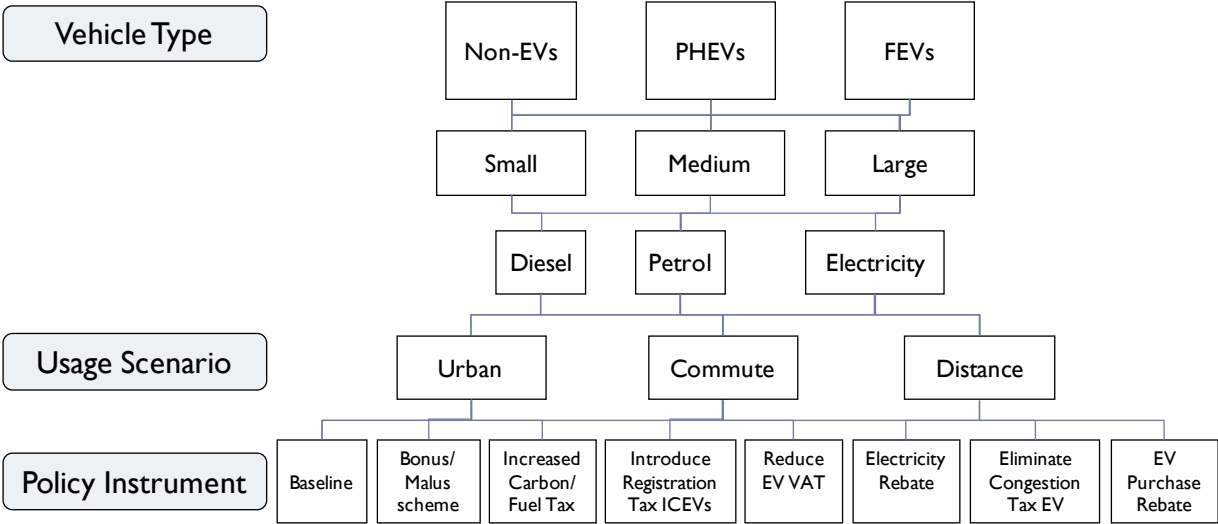 Vehicle Type
Non-EVs
PHEVs
FEVs
Small
Medium
Large
Diesel
Petrol
Electricity
Usage Scenario
Urban
Commute
Distance
Policy Instrument
Baseline
Bonus/
Malus
scheme
Increased
Carbon/
Fuel Tax
Introduce
Registration
Tax ICEVs
Reduce
EV VAT
Electricity
Rebate
Eliminate
Congestion
Tax EV
EV
Purchase
Rebate